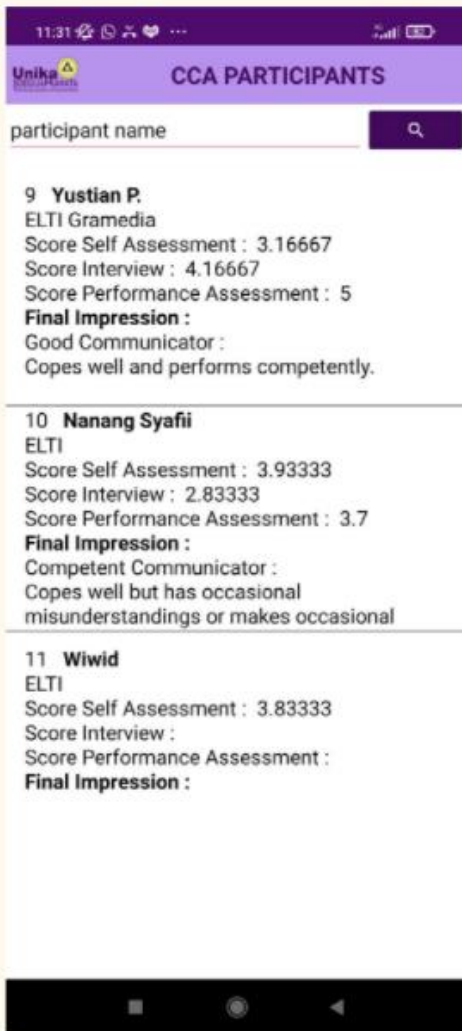 11:31
Unika
CCA PARTICIPANTS
participant name
9 Yustian P.
ELTI Gramedia
Score Self Assessment : 3.16667
Score Interview : 4.16667
Score Performance Assessment : 5
Final Impression :
Good Communicator :
Copes well and performs competently.
10 Nanang Syafii
ELTI
Score Self Assessment : 3.93333
Score Interview : 2.83333
Score Performance Assessment : 3.7
Final Impression :
Competent Communicator :
Copes well but has occasional
misunderstandings or makes occasional
11 Wiwid
ELTI
Score Self Assessment : 3.83333
Score Interview :
Score Performance Assessment :
Final Impression :